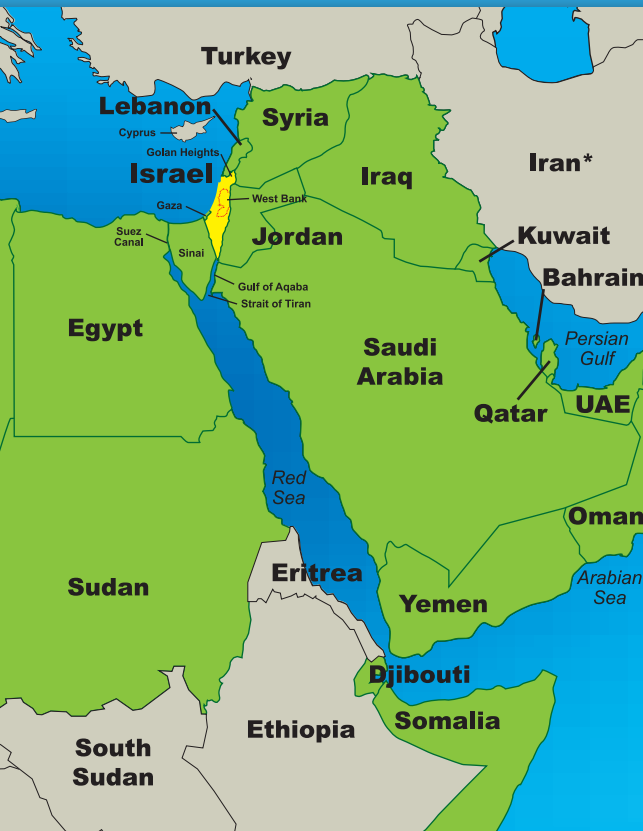 Turkey
Lebanon
Syria
Cyprus
Golan Heights
Israel
Iraq
Iran*
Gaza
West Bank
Suez
Canal
Jordan
Kuwait
Sinai
Bahrain
Gulf of Aqaba
Strait of Tiran
Egypt
Persian
Gulf
Saudi
Arabia
Qatar
UAE
Red
Sea
Oman
Eritrea
Arabian
Sea
Sudan
Yemen
Djibouti
Somalia
Ethiopia
South
Sudan